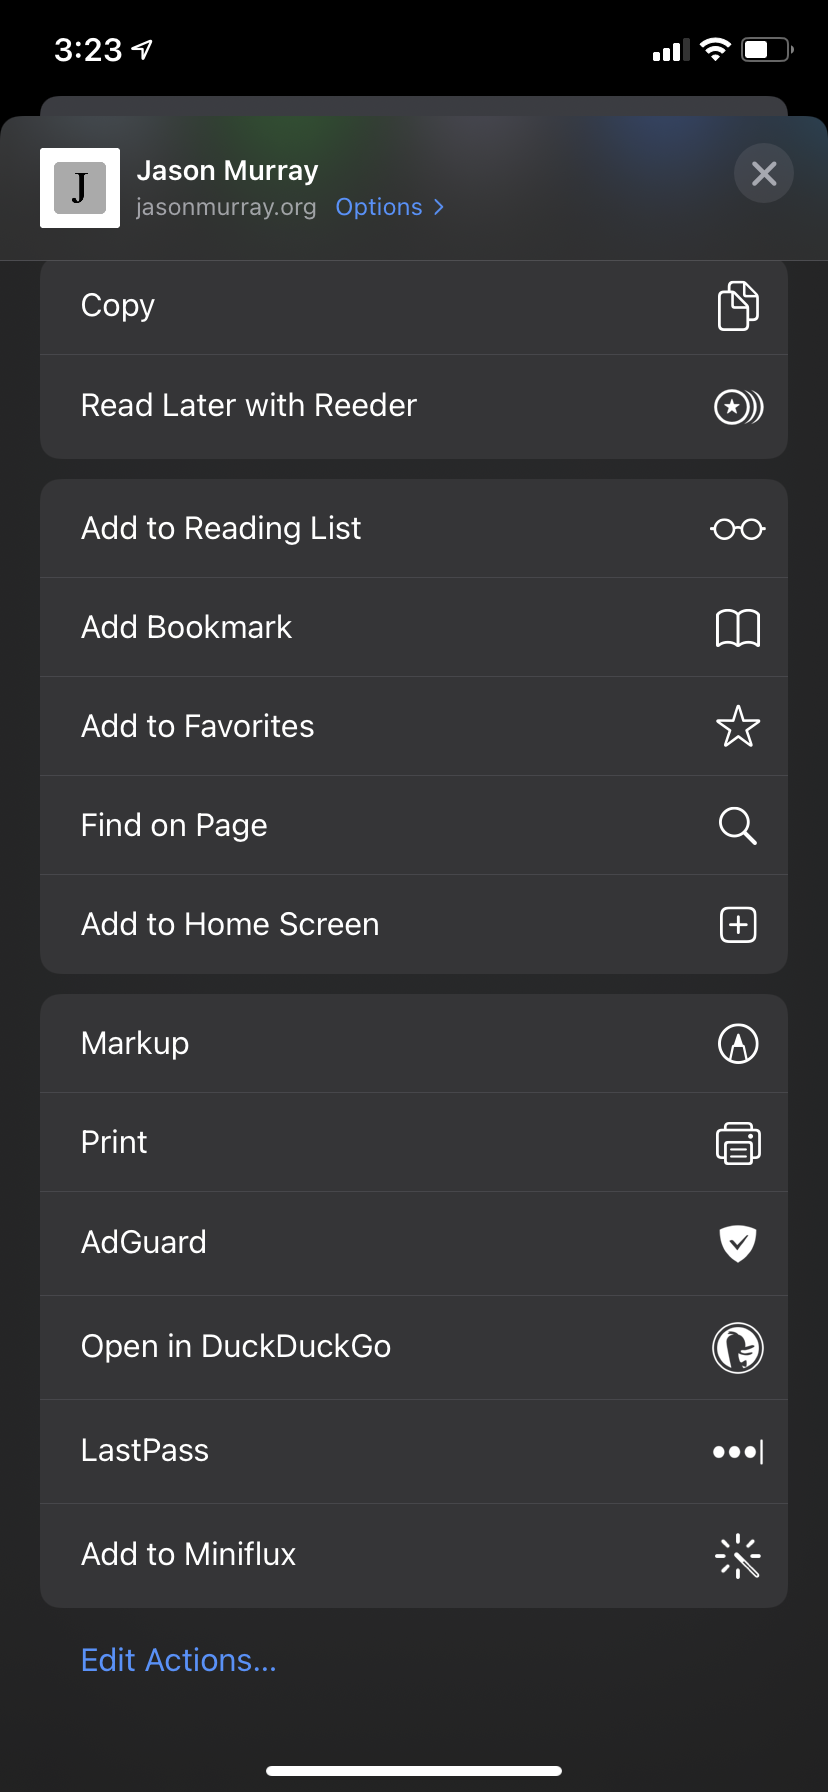 3:23
J
Jason Murray
jasonmurray.org Options
Copy
Read Later with Reeder
Add to Reading List
Add Bookmark
Add to Favorites
Find on Page
Add to Home Screen
Markup
Print
AdGuard
Open in DuckDuckGo
LastPass
Add to Miniflux
Edit Actions...